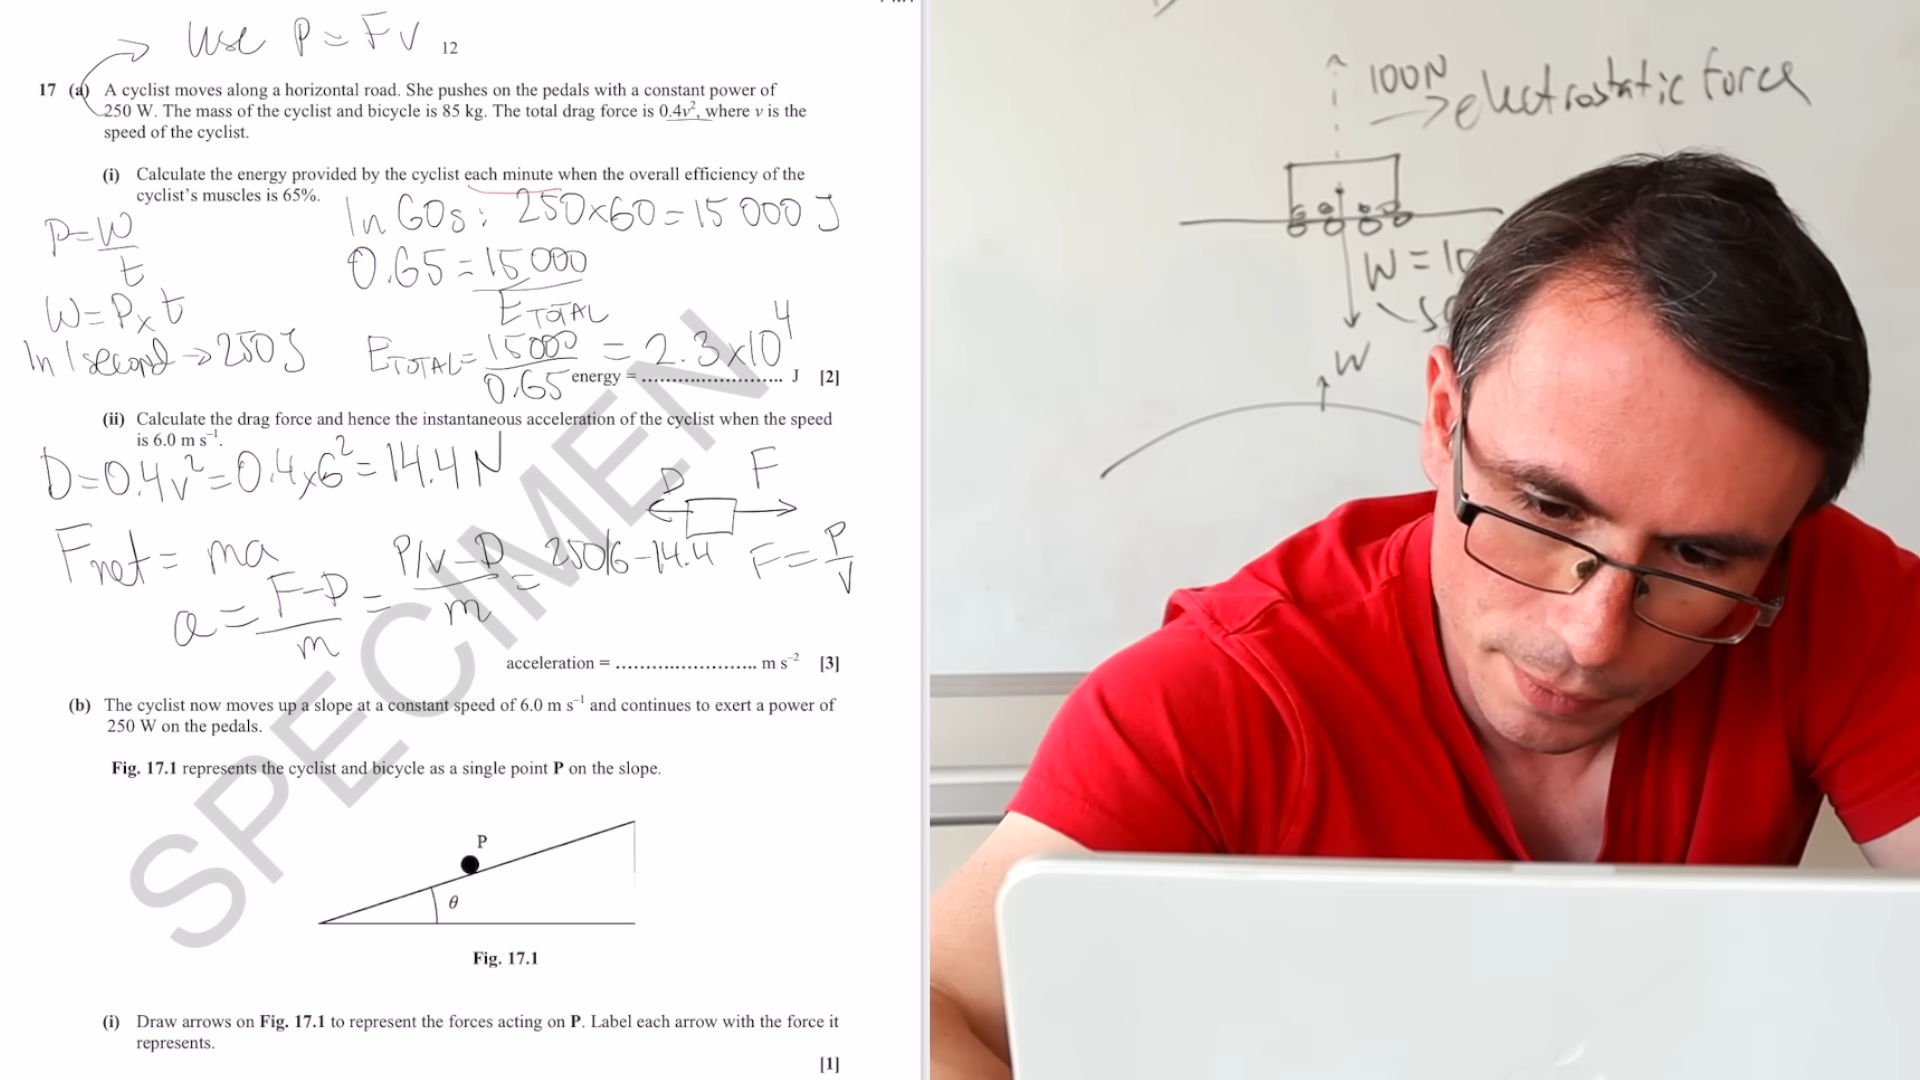 Use P = Fv
12
17 (a) A cyclist moves along a horizontal road. She pushes on the pedals with a constant power of
250 W. The mass of the cyclist and bicycle is 85 kg. The total drag force is 0.4v², where v is the
speed of the cyclist.
(i) Calculate the energy provided by the cyclist each minute when the overall efficiency of the
cyclist's muscles is 65%.
In 60s: 250×60 = 15 000 J
P = W/t
0.65 = 15 000/E TOTAL
W = P × t
In 1 second → 250J
E TOTAL = 15000/0.65 = 2.3×10⁴
energy = ........................ J [2]
(ii) Calculate the drag force and hence the instantaneous acceleration of the cyclist when the speed
is 6.0 m s⁻¹.
D = 0.4v² = 0.4×6² = 14.4 N
D F
Fnet = ma
a = F-D/m = P/v - D/m = 250/6 - 14.4
F = P/v
acceleration = ........................ m s⁻² [3]
(b) The cyclist now moves up a slope at a constant speed of 6.0 m s⁻¹ and continues to exert a power of
250 W on the pedals.
Fig. 17.1 represents the cyclist and bicycle as a single point P on the slope.
P
θ
Fig. 17.1
(i) Draw arrows on Fig. 17.1 to represent the forces acting on P. Label each arrow with the force it
represents.
[1]
SPECIMEN
100N
→ electrostatic force
W = 10
W